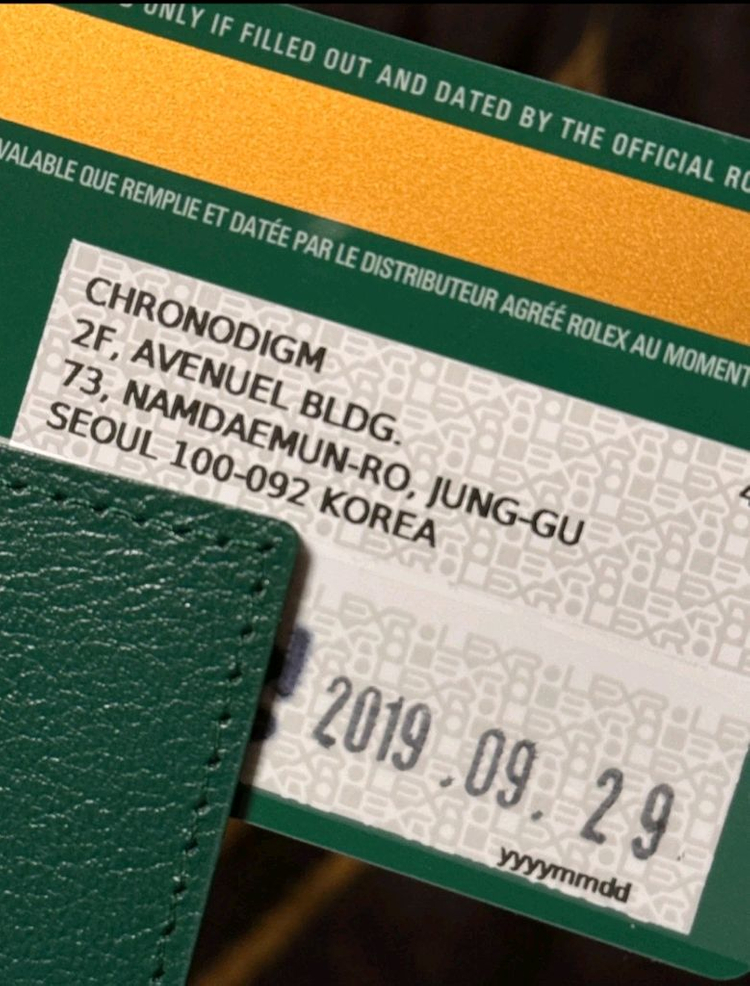 ONLY IF FILLED OUT AND DATED BY THE OFFICIAL
VALABLE QUE REMPLIE ET DATÉE PAR LE DISTRIBUTEUR AGRÉÉ ROLEX AU MOMENT
CHRONODIGM
2F, AVENUEL BLDG.
73, NAMDAEMUN-RO, JUNG-GU
SEOUL 100-092 KOREA
2019.09.29
yyyymmdd